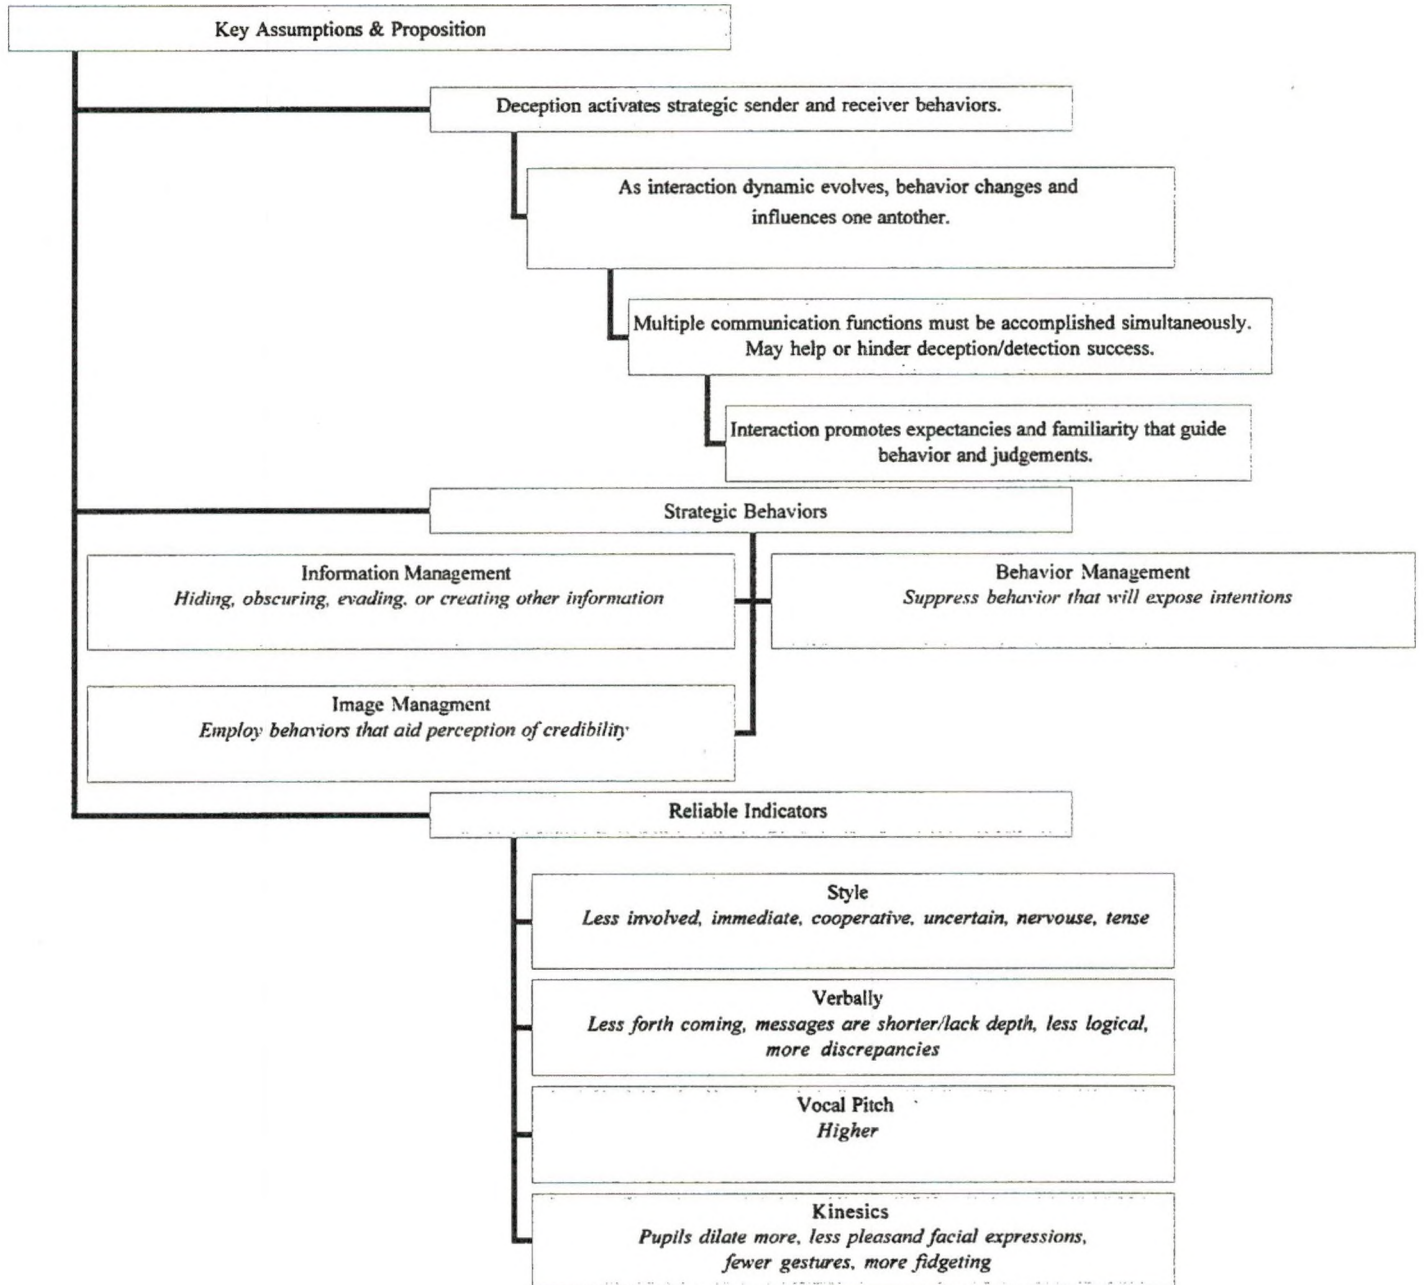 Key Assumptions & Proposition
Deception activates strategic sender and receiver behaviors.
As interaction dynamic evolves, behavior changes and
influences one antother.
Multiple communication functions must be accomplished simultaneously.
May help or hinder deception/detection success.
Interaction promotes expectancies and familiarity that guide
behavior and judgements.
Strategic Behaviors
Information Management
Hiding, obscuring, evading, or creating other information
Behavior Management
Suppress behavior that will expose intentions
Image Managment
Employ behaviors that aid perception of credibility
Reliable Indicators
Style
Less involved, immediate, cooperative, uncertain, nervouse, tense
Verbally
Less forth coming, messages are shorter/lack depth, less logical,
more discrepancies
Vocal Pitch
Higher
Kinesics
Pupils dilate more, less pleasand facial expressions,
fewer gestures, more fidgeting